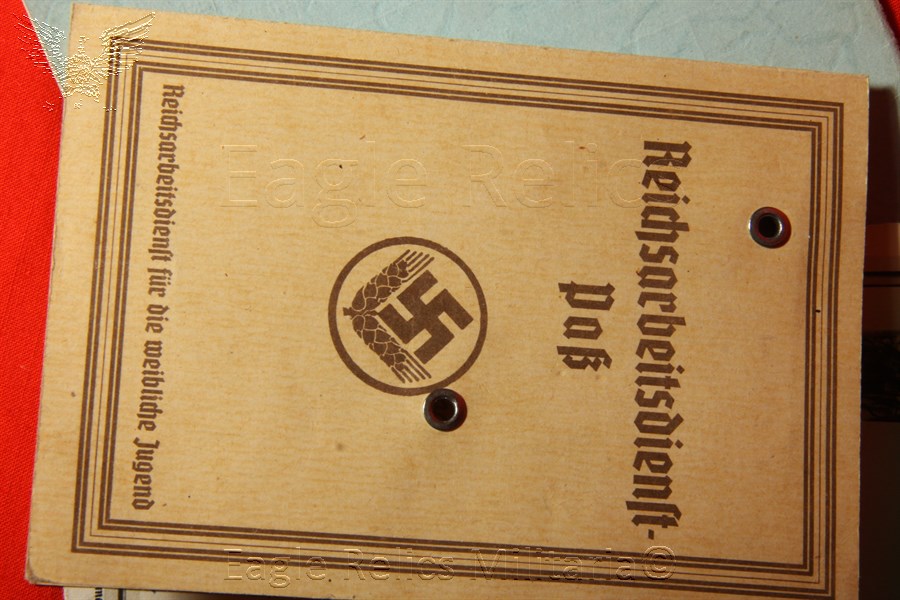 Reichsarbeitsdienst-
Paß
Reichsarbeitsdienst für die weibliche Jugend
Eagle Relics
Eagle Relics Militaria©